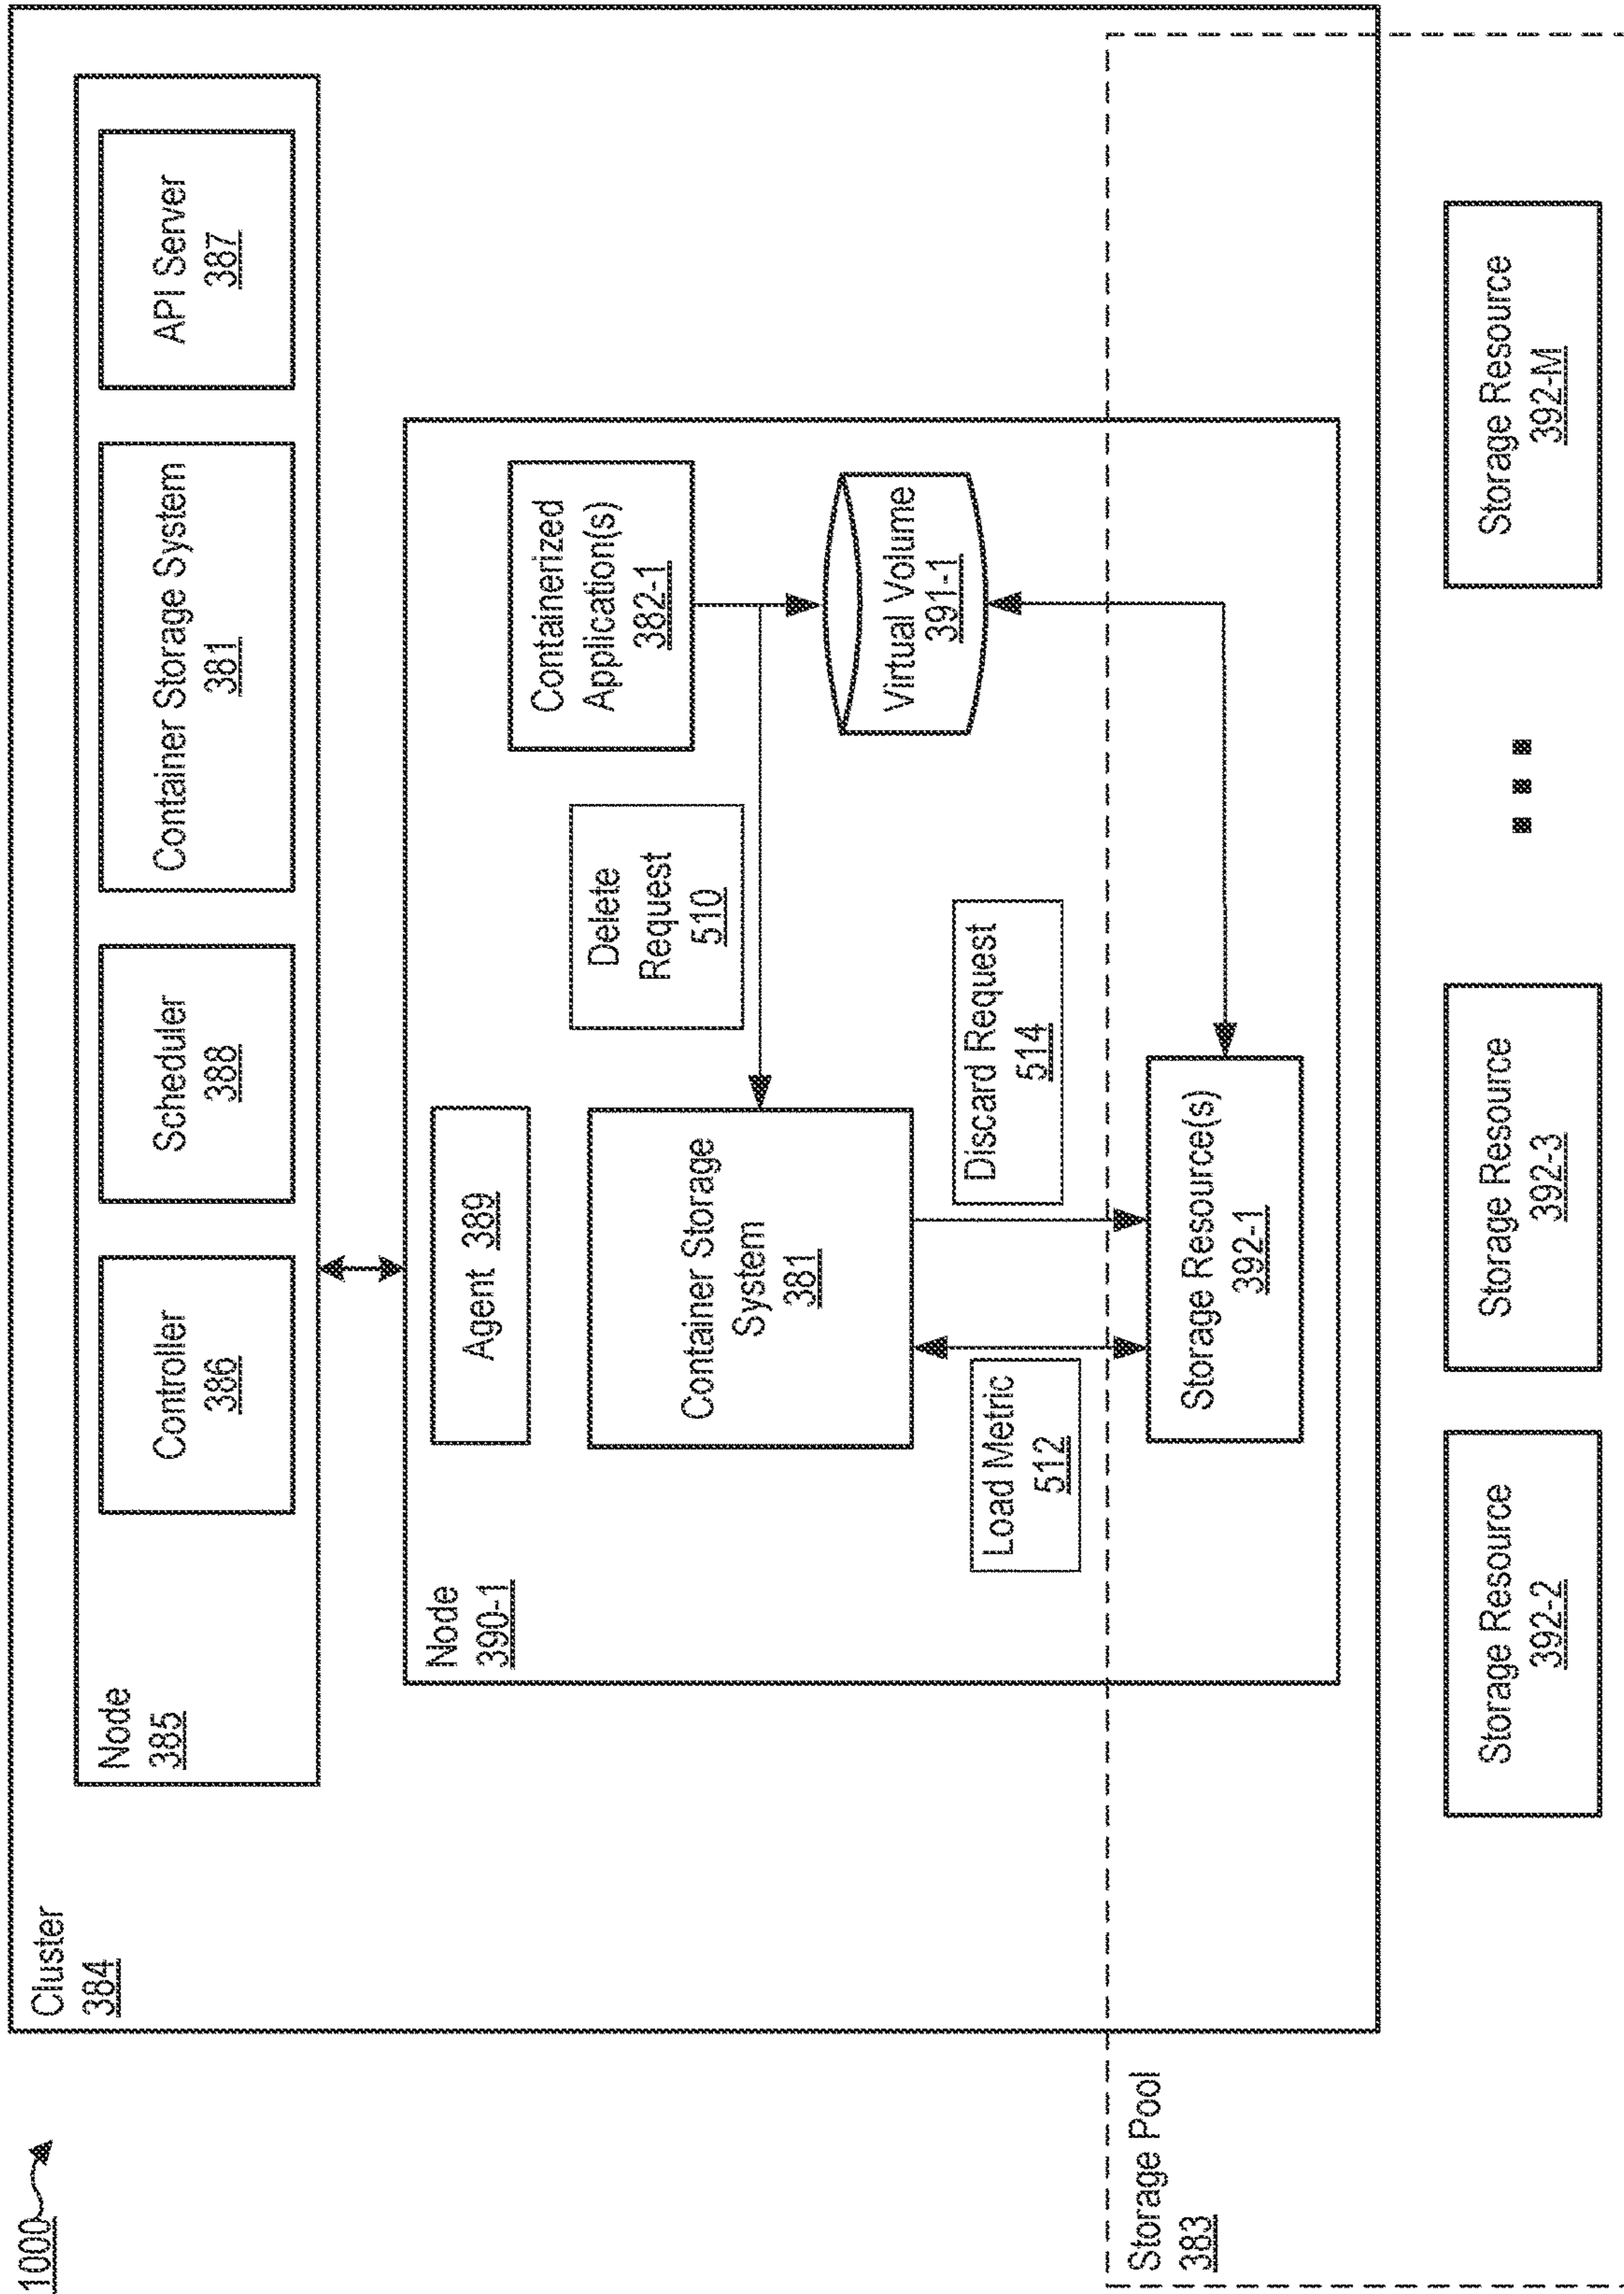 1000
Cluster
384
Node
385
Controller
386
Scheduler
388
Container Storage System
381
API Server
387
Node
390-1
Agent 389
Container Storage
System
381
Delete
Request
510
Containerized
Application(s)
382-1
Virtual Volume
391-1
Load Metric
512
Discard Request
514
Storage Resource(s)
392-1
Storage Pool
383
Storage Resource
392-2
Storage Resource
392-3
Storage Resource
392-M